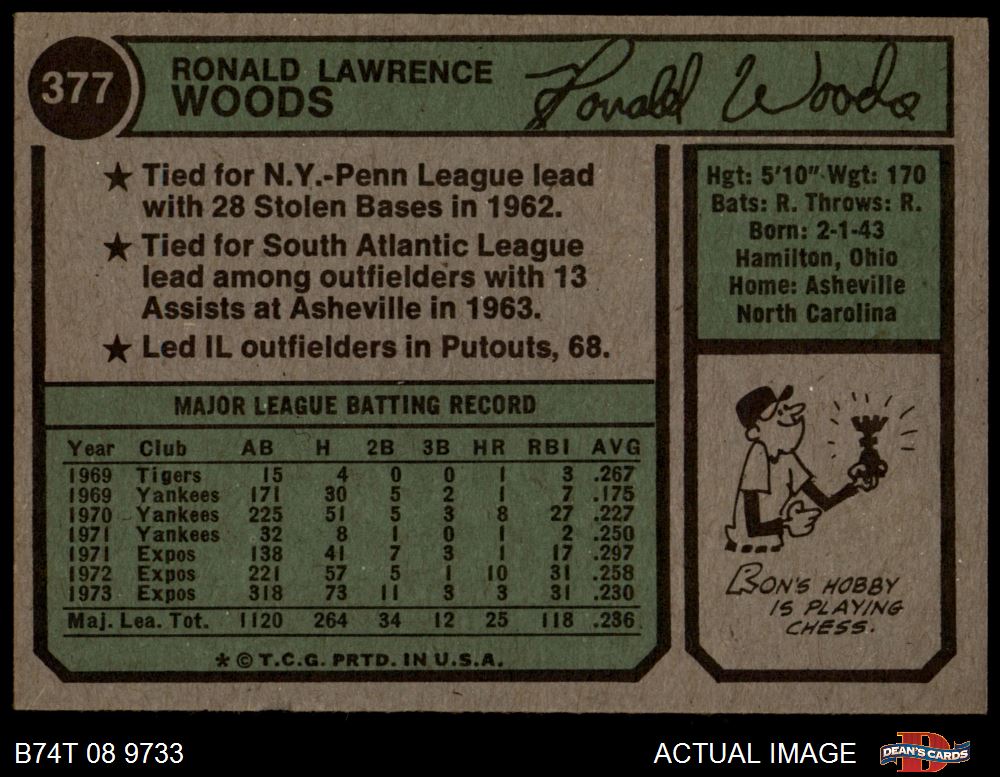 377
RONALD LAWRENCE
WOODS
Ronald Woods
★ Tied for N.Y.-Penn League lead
with 28 Stolen Bases in 1962.
★ Tied for South Atlantic League
lead among outfielders with 13
Assists at Asheville in 1963.
★ Led IL outfielders in Putouts, 68.
Hgt: 5'10" Wgt: 170
Bats: R. Throws: R.
Born: 2-1-43
Hamilton, Ohio
Home: Asheville
North Carolina
MAJOR LEAGUE BATTING RECORD
Year Club AB H 2B 3B HR RBI AVG
1969 Tigers 15 4 0 0 1 3 .267
1969 Yankees 171 30 5 2 1 7 .175
1970 Yankees 225 51 5 3 8 27 .227
1971 Yankees 32 8 1 0 1 2 .250
1971 Expos 138 41 7 3 1 17 .297
1972 Expos 221 57 5 1 10 31 .258
1973 Expos 318 73 11 3 3 31 .230
Maj. Lea. Tot. 1120 264 34 12 25 118 .236
* © T.C.G. PRTD. IN U.S.A.
RON'S HOBBY
IS PLAYING
CHESS.
B74T 08 9733
ACTUAL IMAGE
DEAN'S CARDS